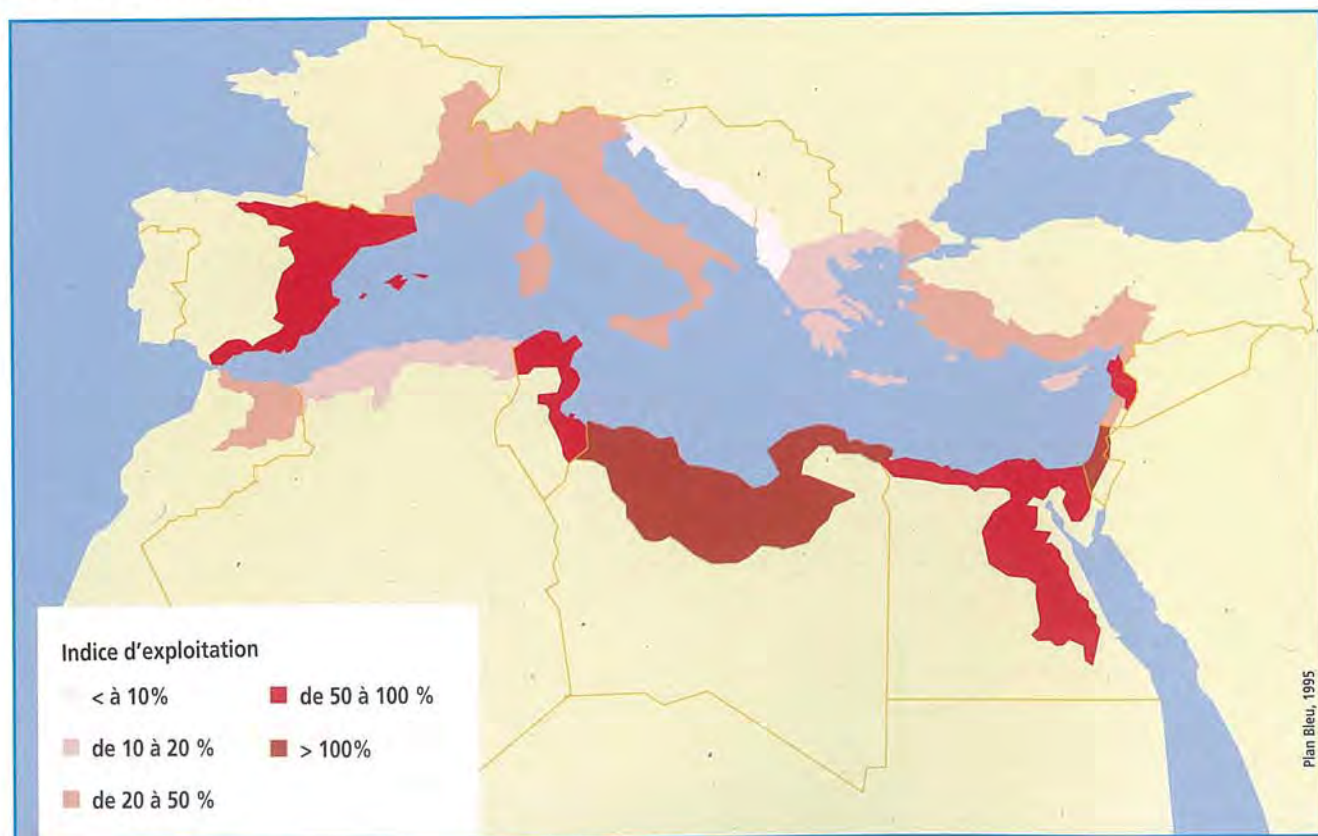 Indice d'exploitation
< à 10%
de 10 à 20 %
de 20 à 50 %
de 50 à 100 %
> 100%
Plan Bleu, 1995